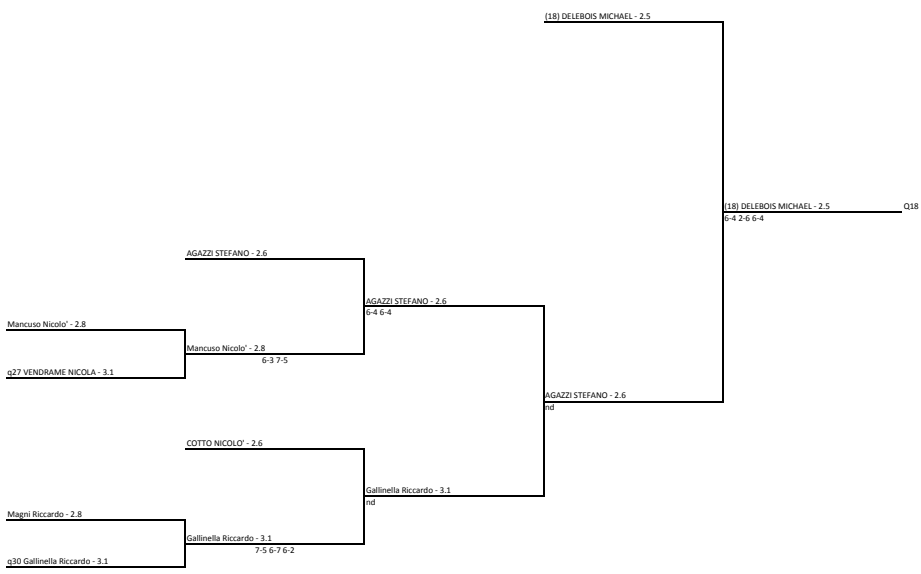 (18) DELEBOIS MICHAEL - 2.5
(18) DELEBOIS MICHAEL - 2.5
Q18
6-4 2-6 6-4
AGAZZI STEFANO - 2.6
AGAZZI STEFANO - 2.6
6-4 6-4
Mancuso Nicolo' - 2.8
Mancuso Nicolo' - 2.8
6-3 7-5
q27 VENDRAME NICOLA - 3.1
AGAZZI STEFANO - 2.6
nd
COTTO NICOLO' - 2.6
Gallinella Riccardo - 3.1
nd
Magni Riccardo - 2.8
Gallinella Riccardo - 3.1
7-5 6-7 6-2
q30 Gallinella Riccardo - 3.1